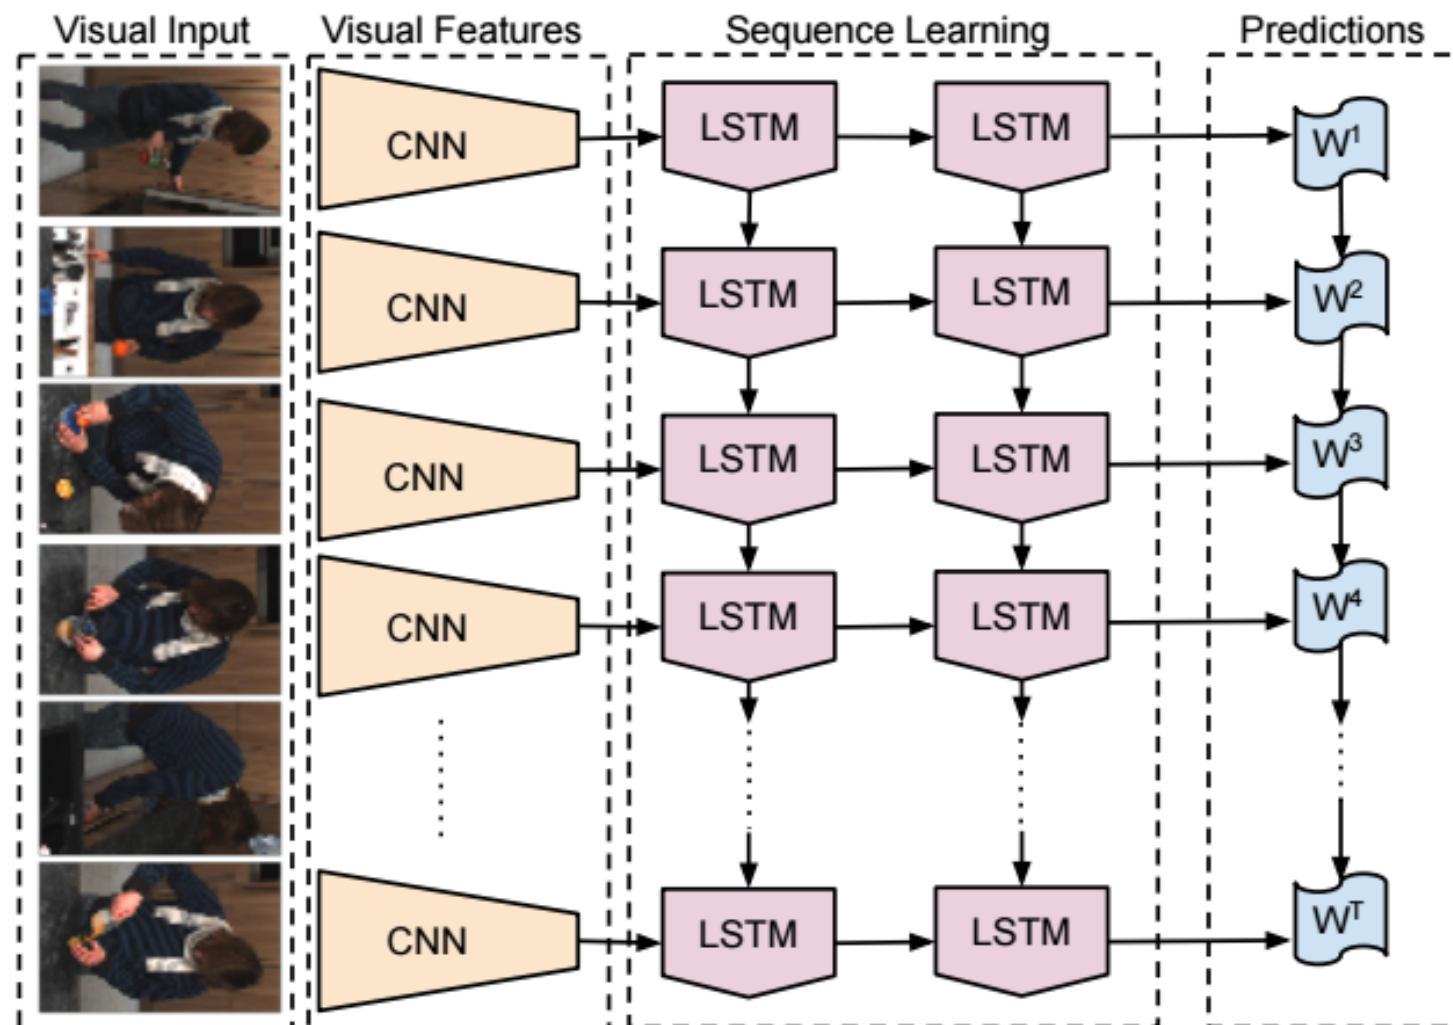 Visual Input Visual Features Sequence Learning Predictions
CNN LSTM LSTM W¹
CNN LSTM LSTM W²
CNN LSTM LSTM W³
CNN LSTM LSTM W⁴
CNN LSTM LSTM Wᵀ